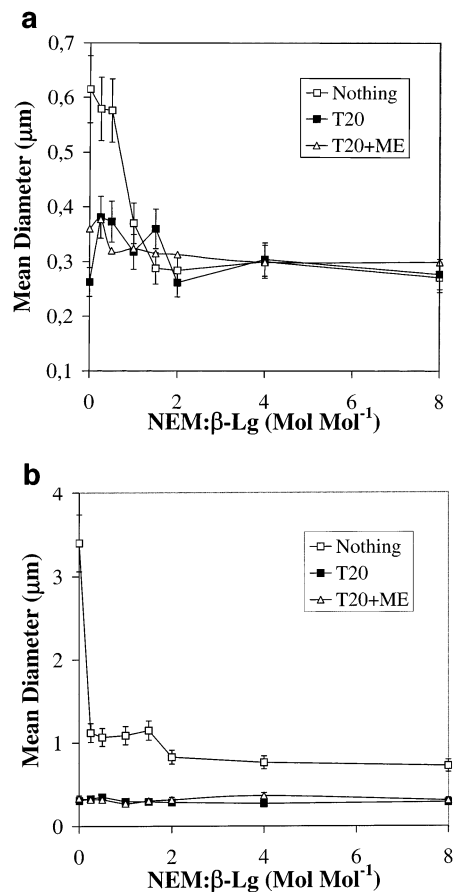 a
0,7
0,6
0,5
0,4
0,3
0,2
0,1
Mean Diameter (μm)
Nothing
T20
T20+ME
0 2 4 6 8
NEM:β-Lg (Mol Mol⁻¹)
b
4
3
2
1
0
Mean Diameter (μm)
Nothing
T20
T20+ME
0 2 4 6 8
NEM:β-Lg (Mol Mol⁻¹)